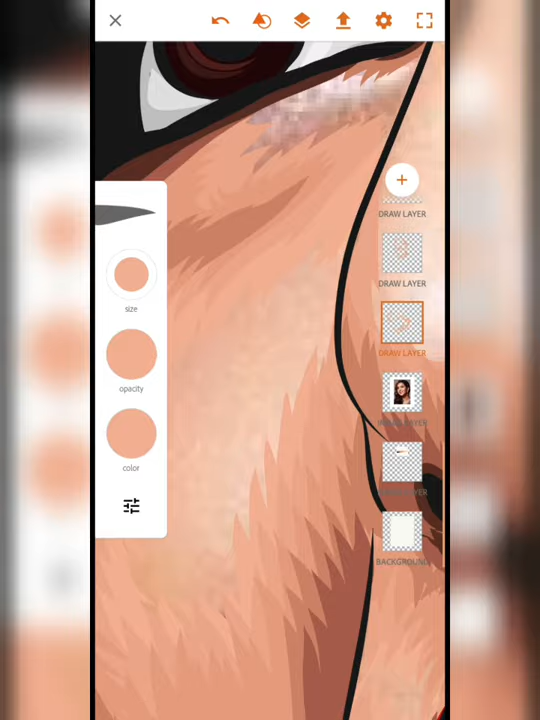 DRAW LAYER
DRAW LAYER
size
DRAW LAYER
opacity
color
BACKGROUND